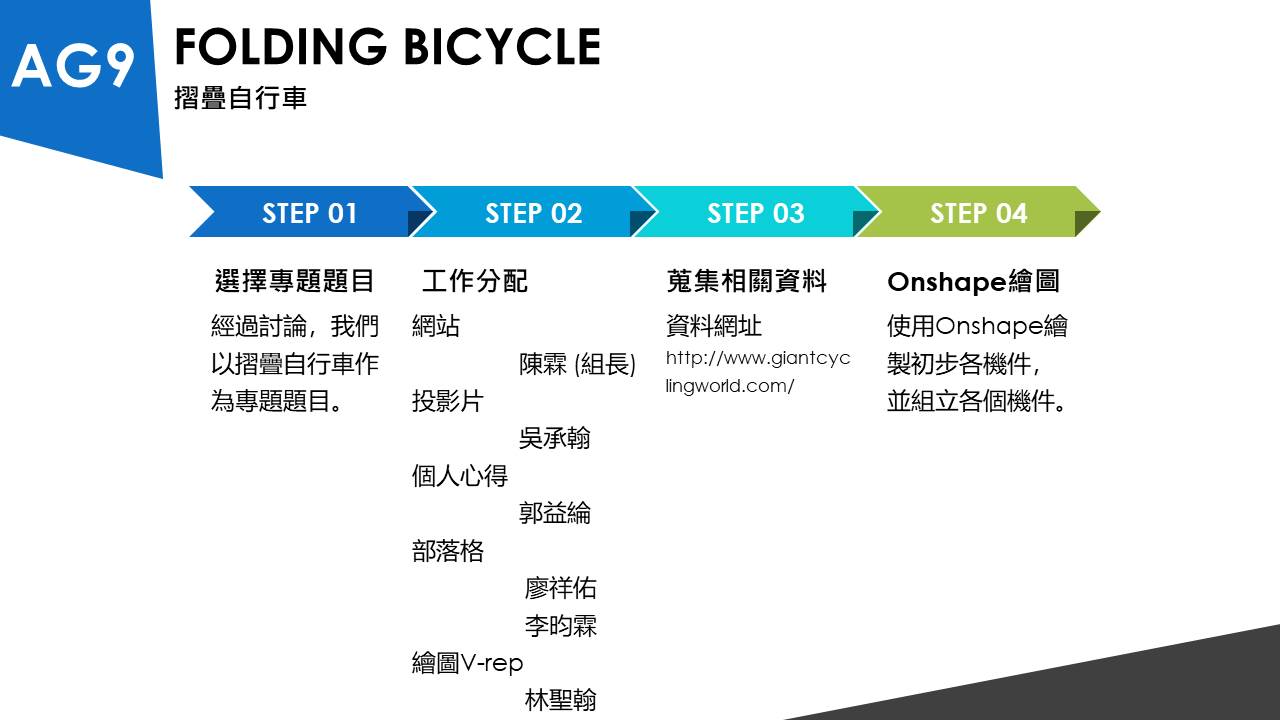 AG9
FOLDING BICYCLE
摺疊自行車
STEP 01
STEP 02
STEP 03
STEP 04
選擇專題題目
經過討論，我們
以摺疊自行車作
為專題題目。
工作分配
網站
陳霖 (組長)
投影片
吳承翰
個人心得
郭益綸
部落格
廖祥佑
李昀霖
繪圖V-rep
林聖翰
蒐集相關資料
資料網址
http://www.giantcyc
lingworld.com/
Onshape繪圖
使用Onshape繪
製初步各機件，
並組立各個機件。